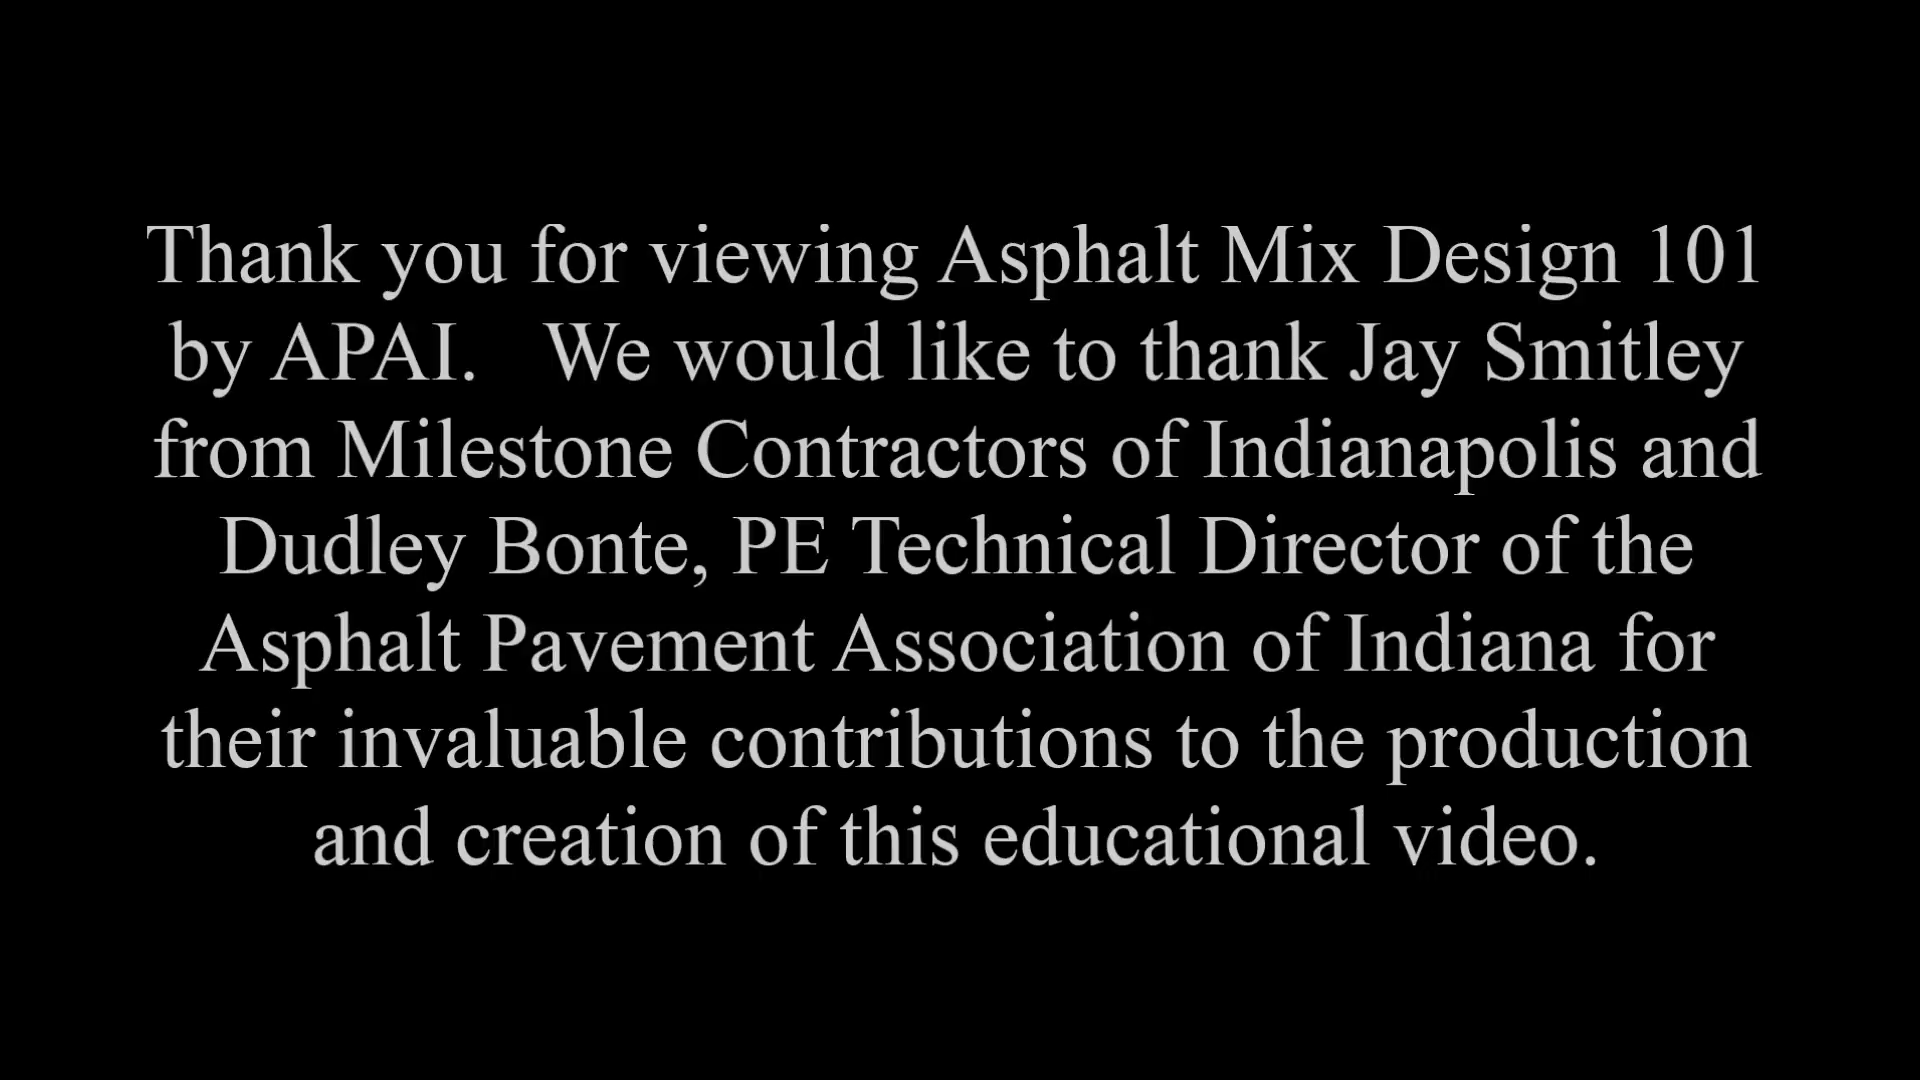 Thank you for viewing Asphalt Mix Design 101
by APAI.   We would like to thank Jay Smitley
from Milestone Contractors of Indianapolis and
Dudley Bonte, PE Technical Director of the
Asphalt Pavement Association of Indiana for
their invaluable contributions to the production
and creation of this educational video.